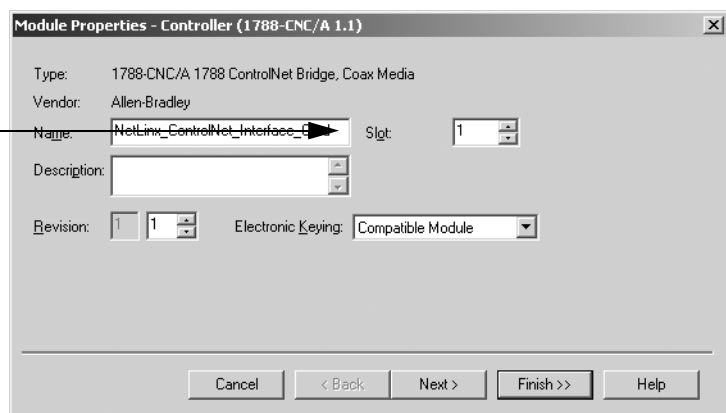 Module Properties - Controller (1788-CNC/A 1.1)
Type: 1788-CNC/A 1788 ControlNet Bridge, Coax Media
Vendor: Allen-Bradley
Name: NetLinx_ControlNet_Interface_Card Slot: 1
Description:
Revision: 1 1 Electronic Keying: Compatible Module
Cancel < Back Next > Finish >> Help